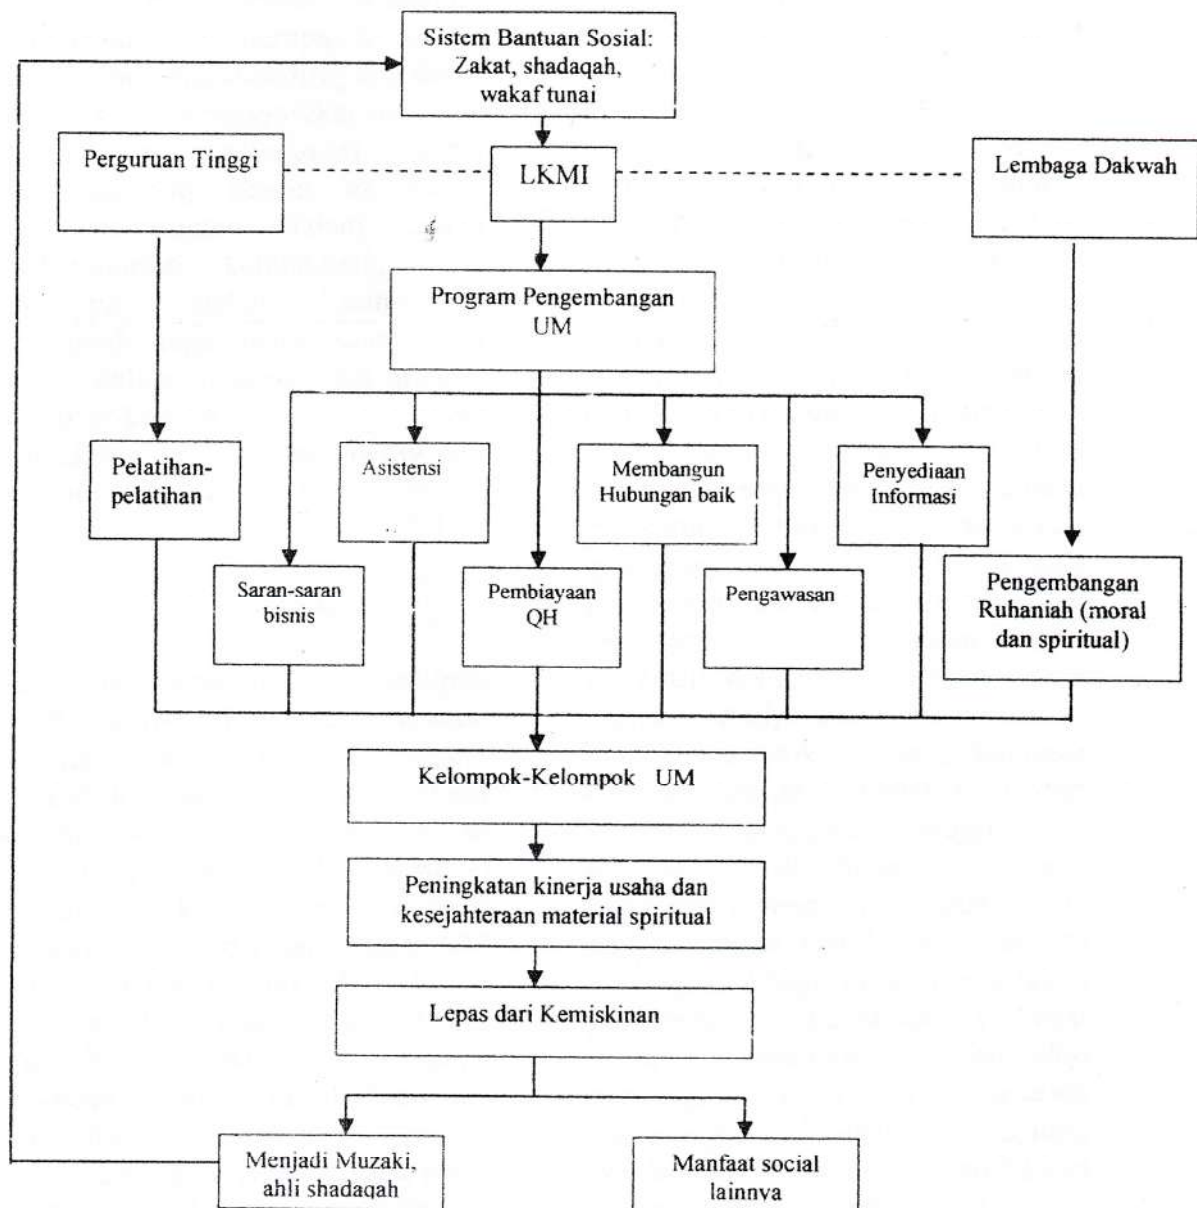 Sistem Bantuan Sosial:
Zakat, shadaqah,
wakaf tunai
Perguruan Tinggi
LKMI
Lembaga Dakwah
Program Pengembangan
UM
Pelatihan-
pelatihan
Asistensi
Membangun
Hubungan baik
Penyediaan
Informasi
Saran-saran
bisnis
Pembiayaan
QH
Pengawasan
Pengembangan
Ruhaniah (moral
dan spiritual)
Kelompok-Kelompok UM
Peningkatan kinerja usaha dan
kesejahteraan material spiritual
Lepas dari Kemiskinan
Menjadi Muzaki,
ahli shadaqah
Manfaat social
lainnya